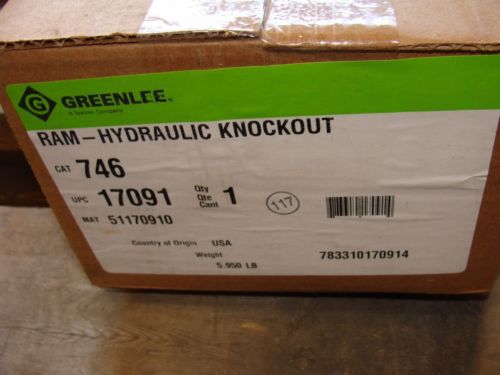 G GREENLEE
A Textron Company
RAM-HYDRAULIC KNOCKOUT
CAT 746
UPC 17091 Qty Qte Cant 1 117
MAT 51170910
Country of Origin USA
Weight 5.950 LB
783310170914